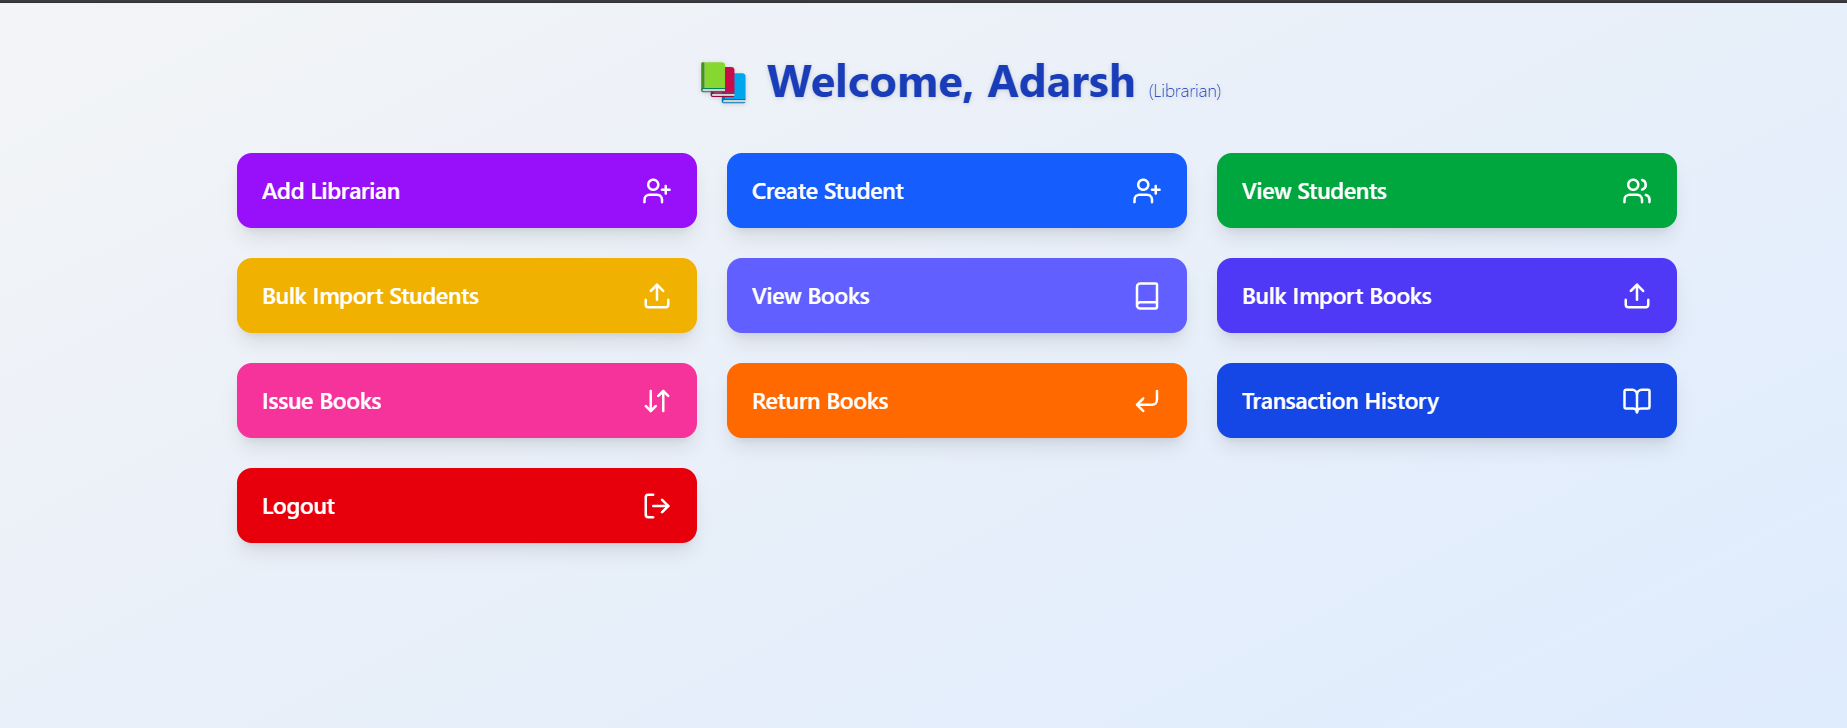 Welcome, Adarsh (Librarian)
Add Librarian
Create Student
View Students
Bulk Import Students
View Books
Bulk Import Books
Issue Books
Return Books
Transaction History
Logout